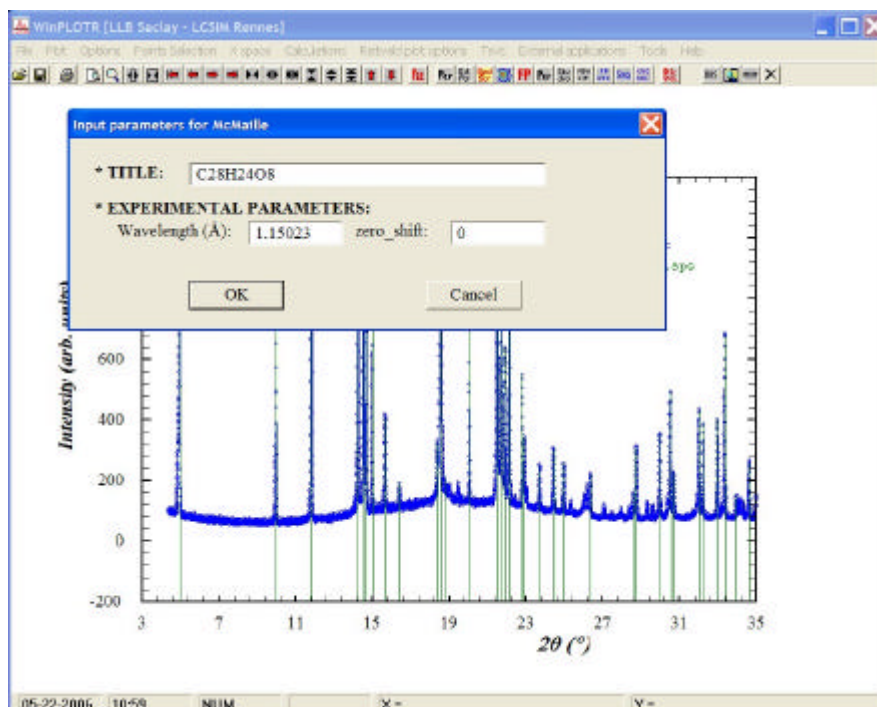 WinPLOTR [LLB Saclay - LCSIM Rennes]
File Plot Options Points Selection X space Calculations Rietveld plot options External applications Tools Help
Input parameters for McMaille
* TITLE: C28H24O8
* EXPERIMENTAL PARAMETERS:
Wavelength (Å): 1.15023 zero_shift: 0
OK Cancel
Intensity (arb. units)
600
400
200
0
-200
3 7 11 15 19 23 27 31 35
2θ (°)
05-22-2006 10:59 NUM X = Y =